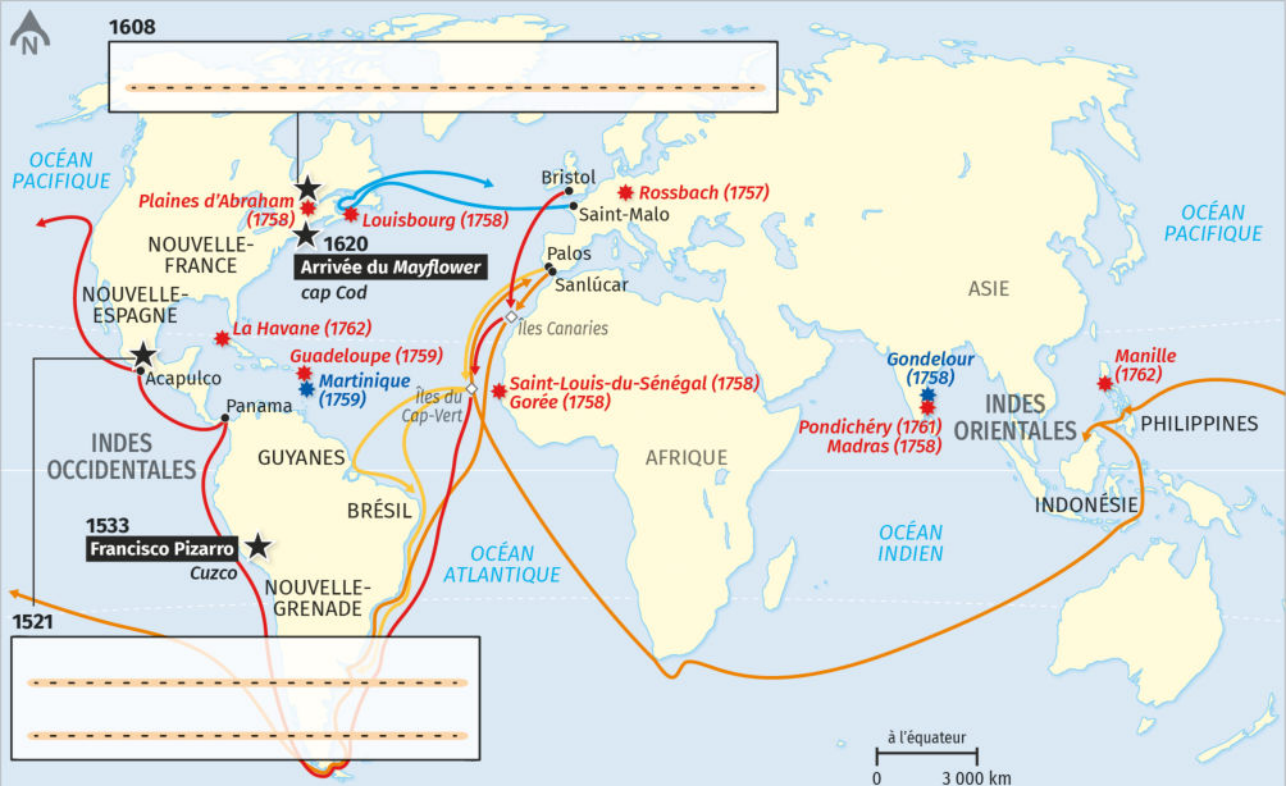 N
1608
OCÉAN
PACIFIQUE
Bristol
Plaines d'Abraham
(1758)
Louisbourg (1758)
Rossbach (1757)
Saint-Malo
OCÉAN
PACIFIQUE
1620
Arrivée du Mayflower
cap Cod
NOUVELLE-
FRANCE
Palos
Sanlúcar
ASIE
NOUVELLE-
ESPAGNE
La Havane (1762)
Îles Canaries
Guadeloupe (1759)
Martinique
(1759)
Acapulco
Îles du
Cap-Vert
Saint-Louis-du-Sénégal (1758)
Gorée (1758)
Gondelour
(1758)
Manille
(1762)
Panama
INDES
ORIENTALES
PHILIPPINES
Pondichéry (1761)
Madras (1758)
INDES
OCCIDENTALES
GUYANES
AFRIQUE
BRÉSIL
INDONÉSIE
1533
Francisco Pizarro
Cuzco
OCÉAN
ATLANTIQUE
OCÉAN
INDIEN
NOUVELLE-
GRENADE
1521
à l'équateur
0 3 000 km